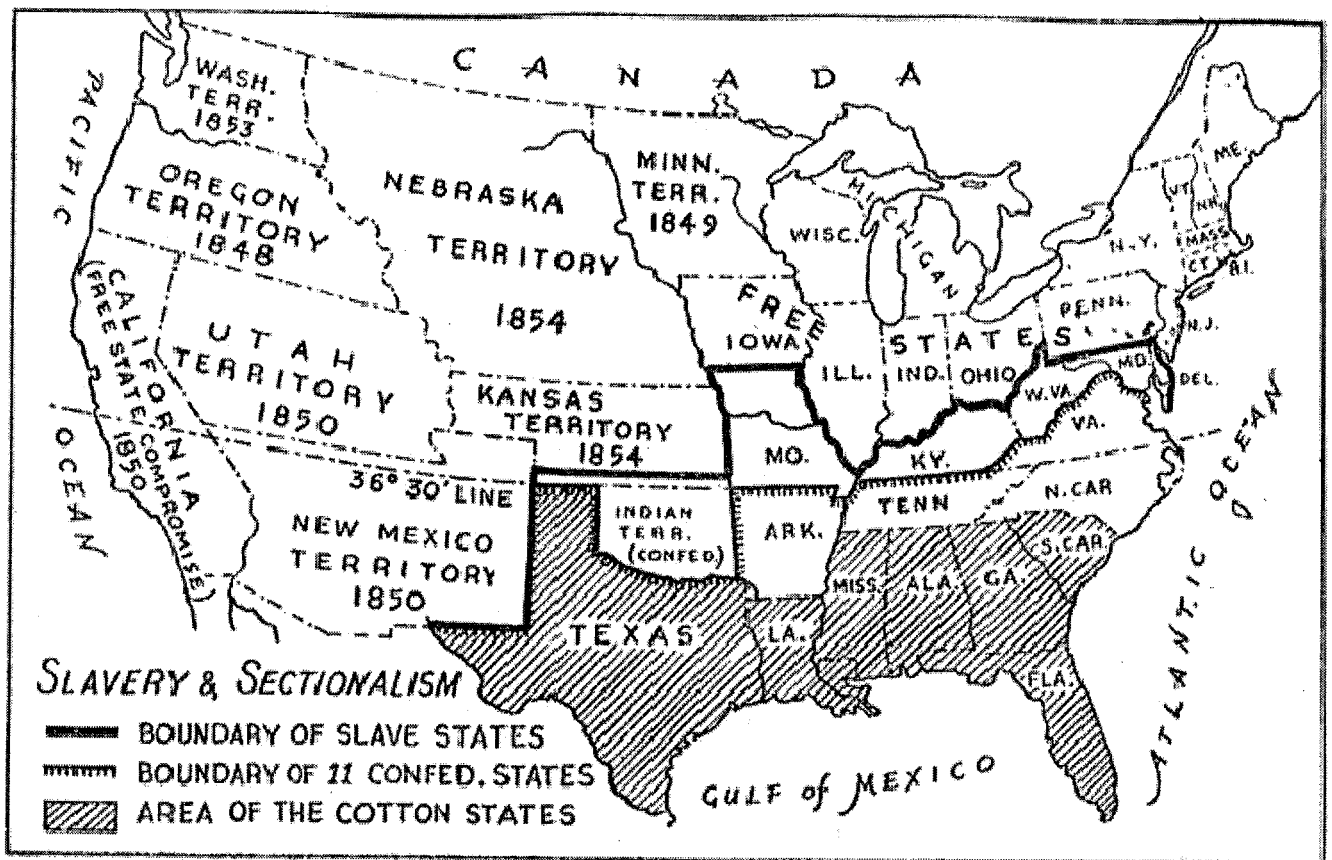 CANADA
PACIFIC
OCEAN
WASH.
TERR.
1853
OREGON
TERRITORY
1848
NEBRASKA
TERRITORY
1854
MINN.
TERR.
1849
WISC.
MICHIGAN
ME.
VT.
N.H.
N.Y.
MASS
CT.
R.I.
PENN.
N.J.
FREE
STATES
IOWA
ILL.
IND.
OHIO
MD.
DEL.
W.VA.
VA.
CALIFORNIA
(FREE STATE, COMPROMISE)
1850
UTAH
TERRITORY
1850
KANSAS
TERRITORY
1854
MO.
KY.
36° 30' LINE
NEW MEXICO
TERRITORY
1850
INDIAN
TERR.
(CONFED.)
ARK.
TENN
N.CAR
S.CAR.
MISS.
ALA.
GA.
TEXAS
LA.
FLA.
ATLANTIC OCEAN
GULF of MEXICO
SLAVERY & SECTIONALISM
BOUNDARY OF SLAVE STATES
BOUNDARY OF 11 CONFED. STATES
AREA OF THE COTTON STATES